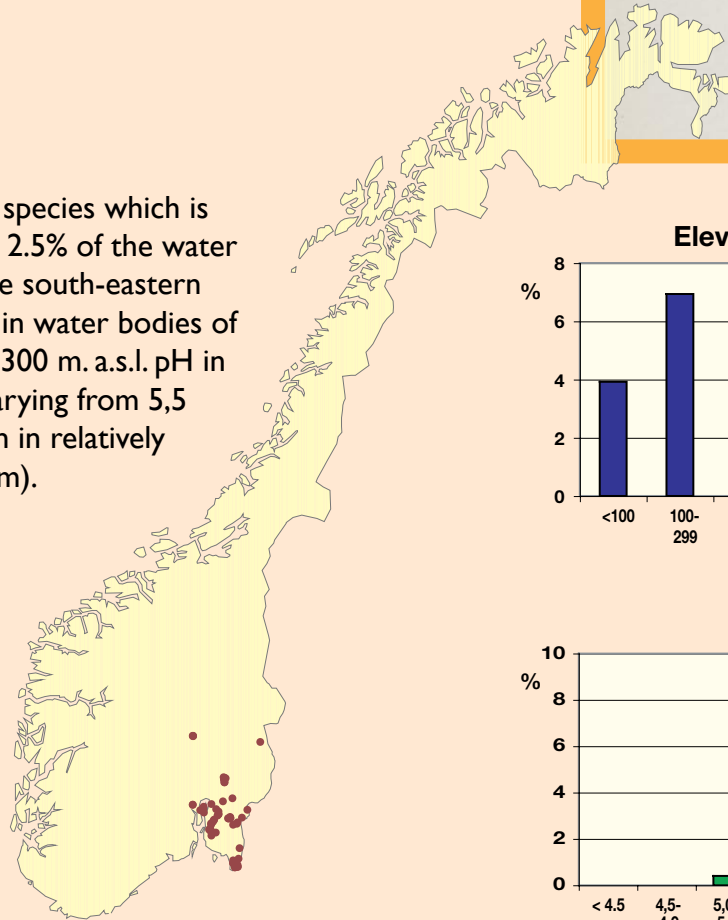 species which is
2.5% of the water
e south-eastern
in water bodies of
300 m. a.s.l. pH in
arying from 5,5
n in relatively
m).
Elev
%
8
6
4
2
0
<100
100-
299
%
10
8
6
4
2
0
< 4.5
4,5-